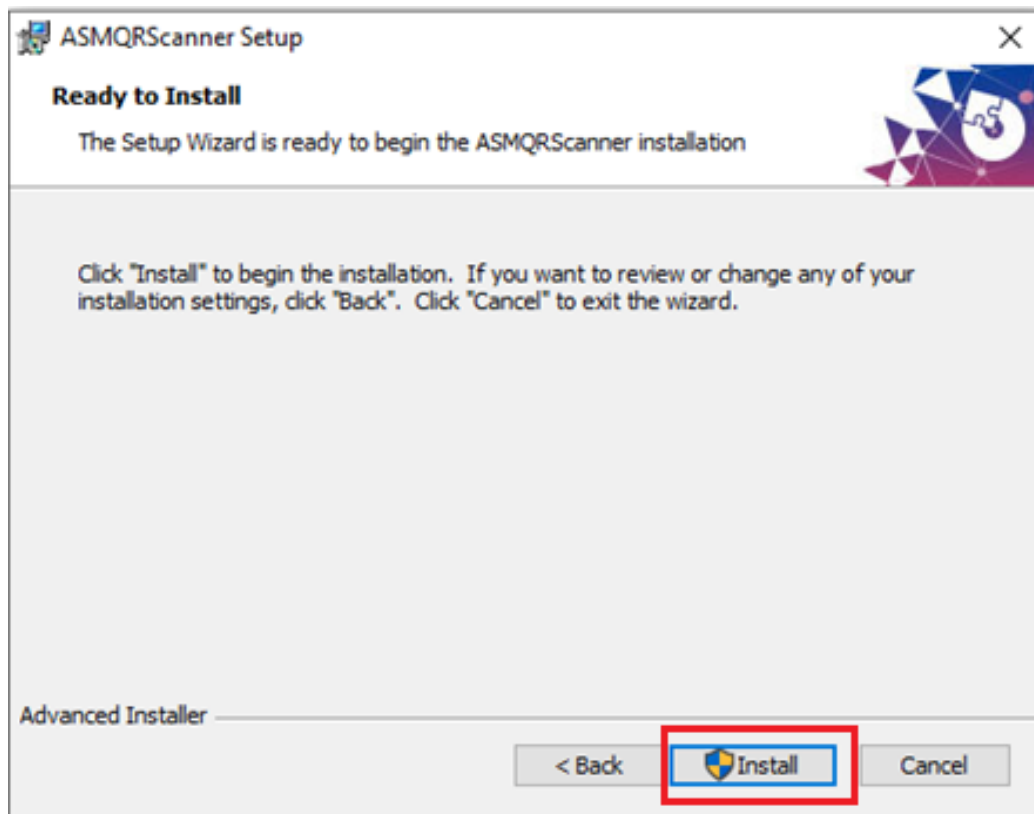 ASMQRScanner Setup
Ready to Install
The Setup Wizard is ready to begin the ASMQRScanner installation
Click "Install" to begin the installation.  If you want to review or change any of your
installation settings, click "Back".  Click "Cancel" to exit the wizard.
Advanced Installer
< Back
Install
Cancel